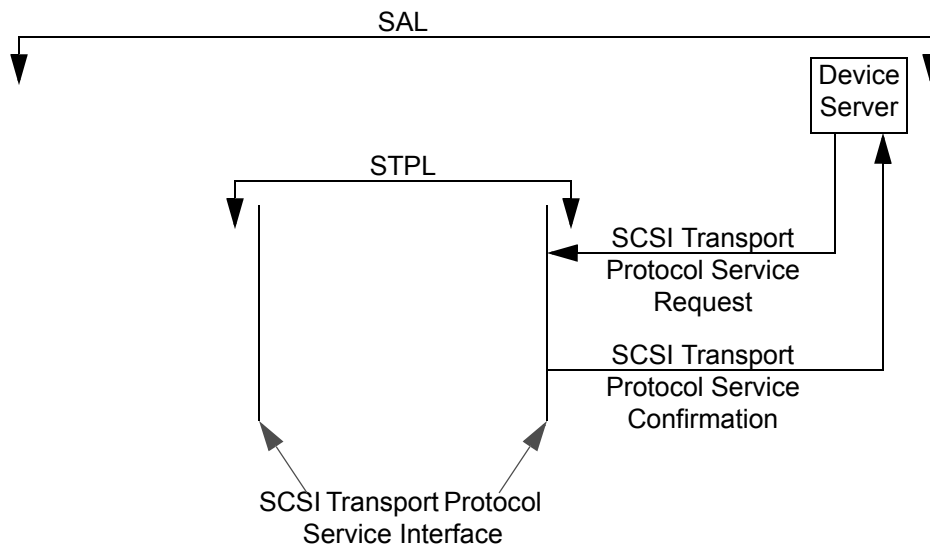 SAL
Device
Server
STPL
SCSI Transport
Protocol Service
Request
SCSI Transport
Protocol Service
Confirmation
SCSI Transport Protocol
Service Interface